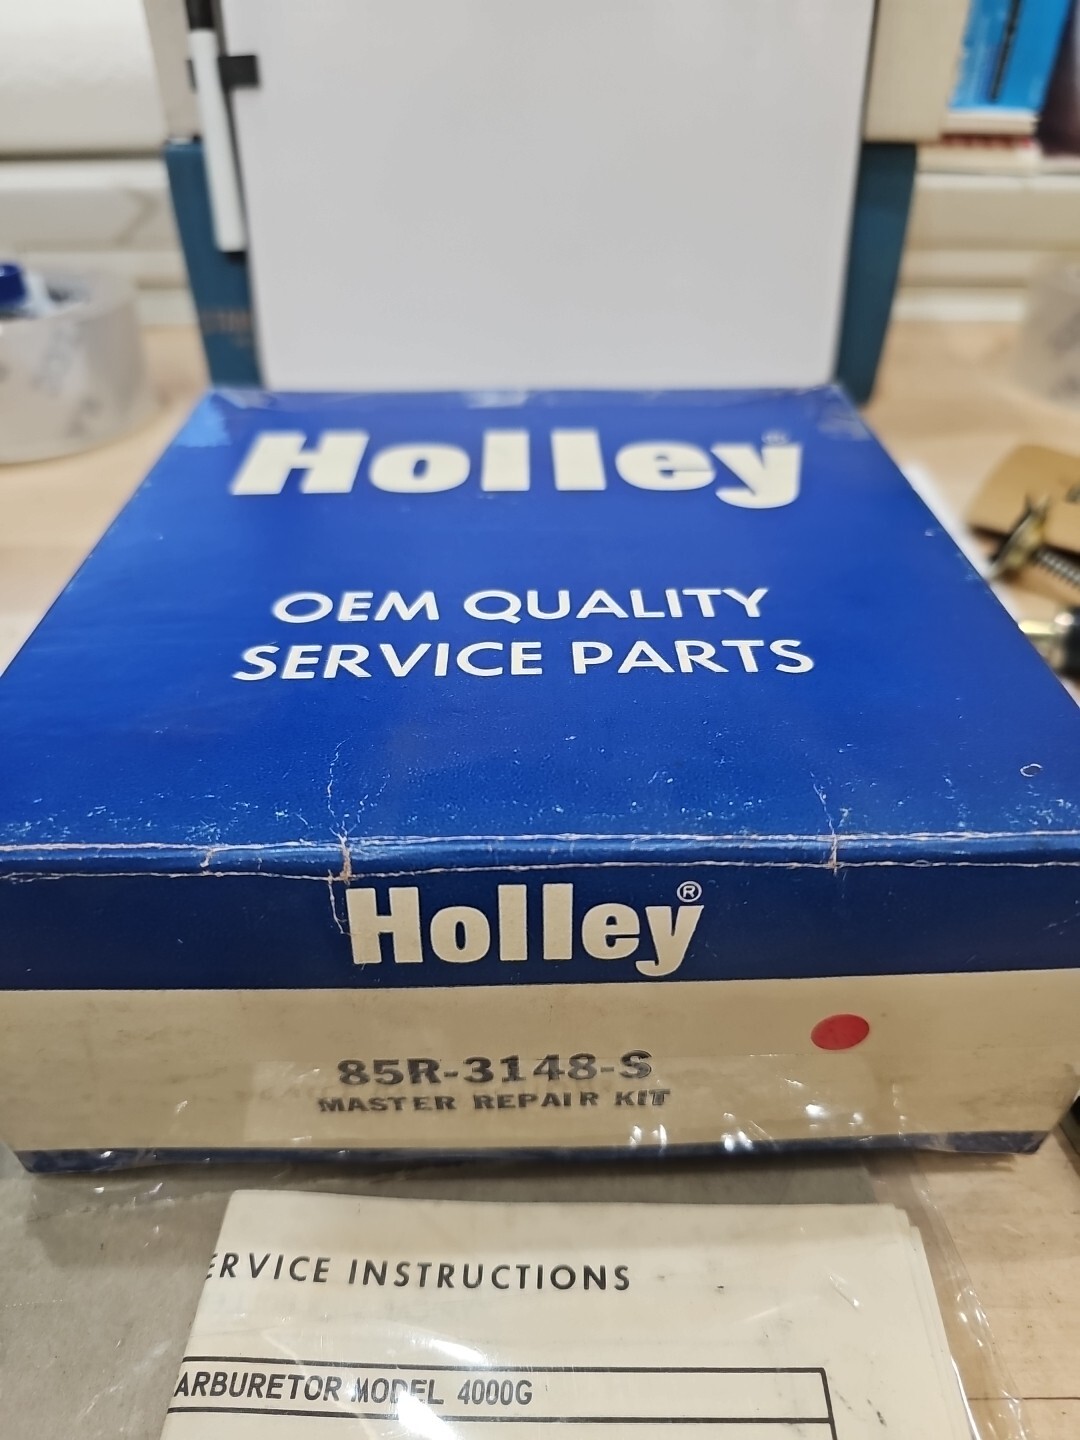 Holley®
OEM QUALITY
SERVICE PARTS
Holley®
85R-3148-S
MASTER REPAIR KIT
ERVICE INSTRUCTIONS
ARBURETOR MODEL 4000G